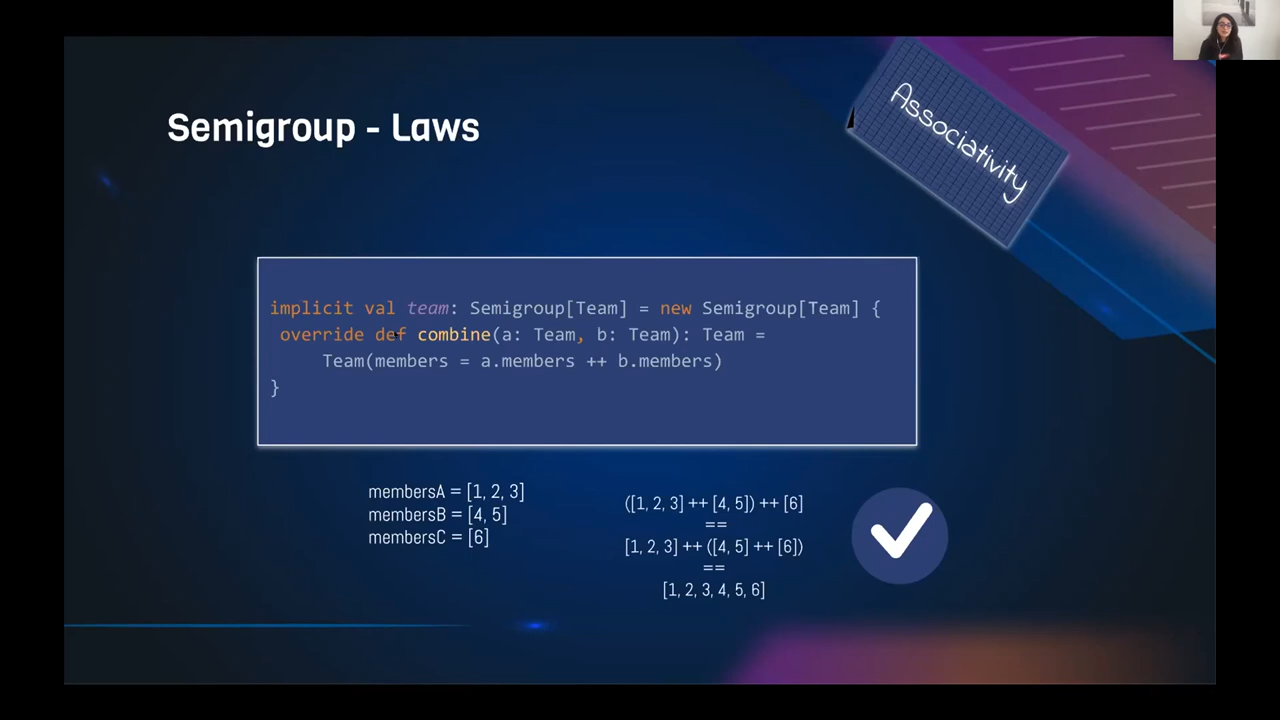 Semigroup - Laws
Associativity
implicit val team: Semigroup[Team] = new Semigroup[Team] {
override def combine(a: Team, b: Team): Team =
Team(members = a.members ++ b.members)
}
membersA = [1, 2, 3]
membersB = [4, 5]
membersC = [6]
([1, 2, 3] ++ [4, 5]) ++ [6]
==
[1, 2, 3] ++ ([4, 5] ++ [6])
==
[1, 2, 3, 4, 5, 6]